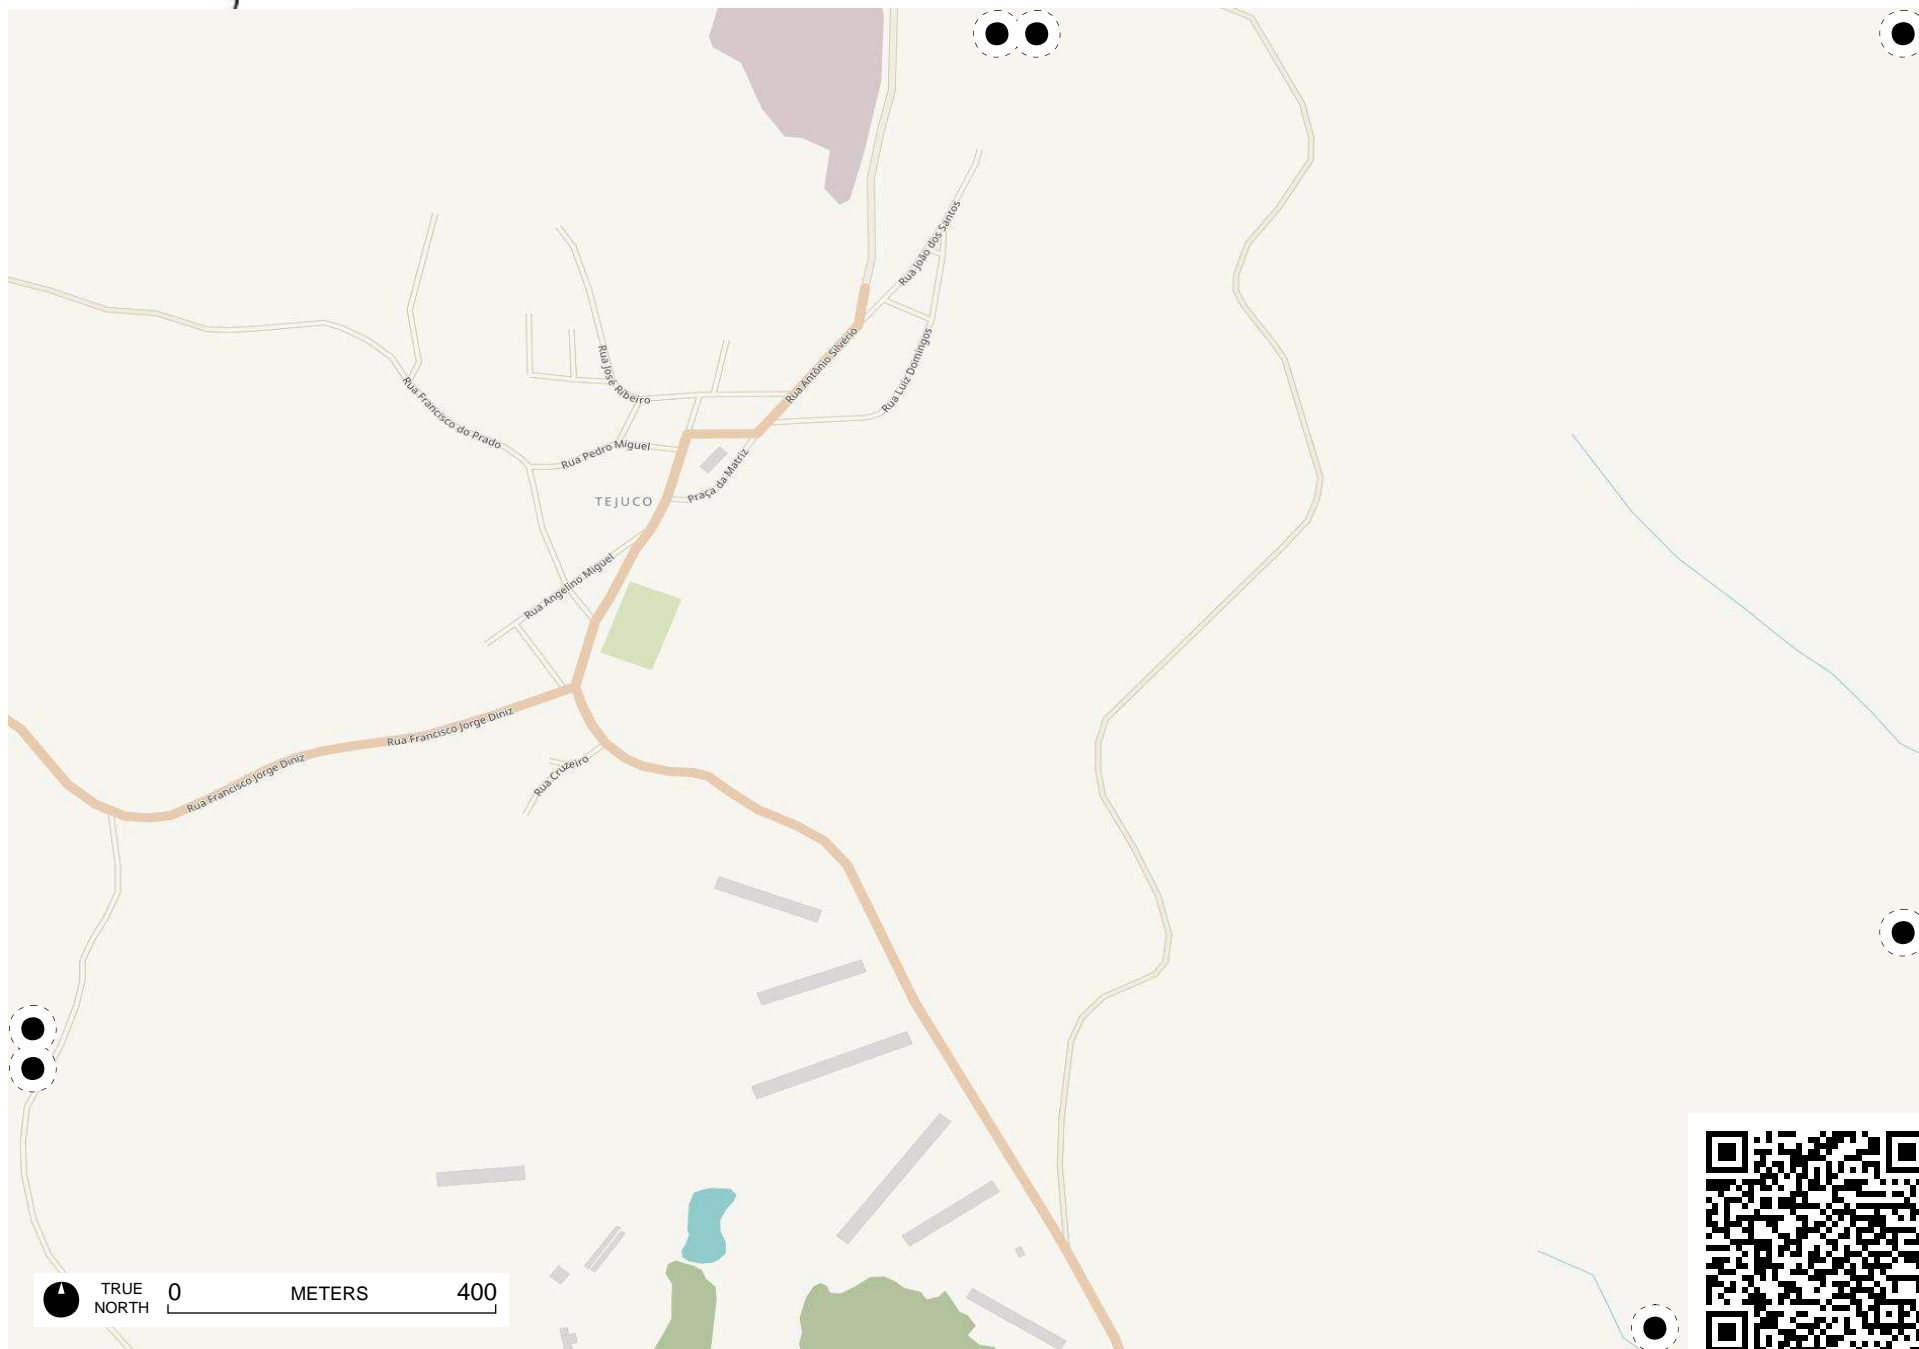 Rua João dos Santos
Rua Antônio Silvério
Rua Luiz Domingos
Rua José Ribeiro
Rua Francisco do Prado
Rua Pedro Miguel
Praça da Matriz
TEJUCO
Rua Angelino Miguel
Rua Francisco Jorge Diniz
Rua Francisco Jorge Diniz
Rua Cruzeiro
TRUE
NORTH
0 METERS 400